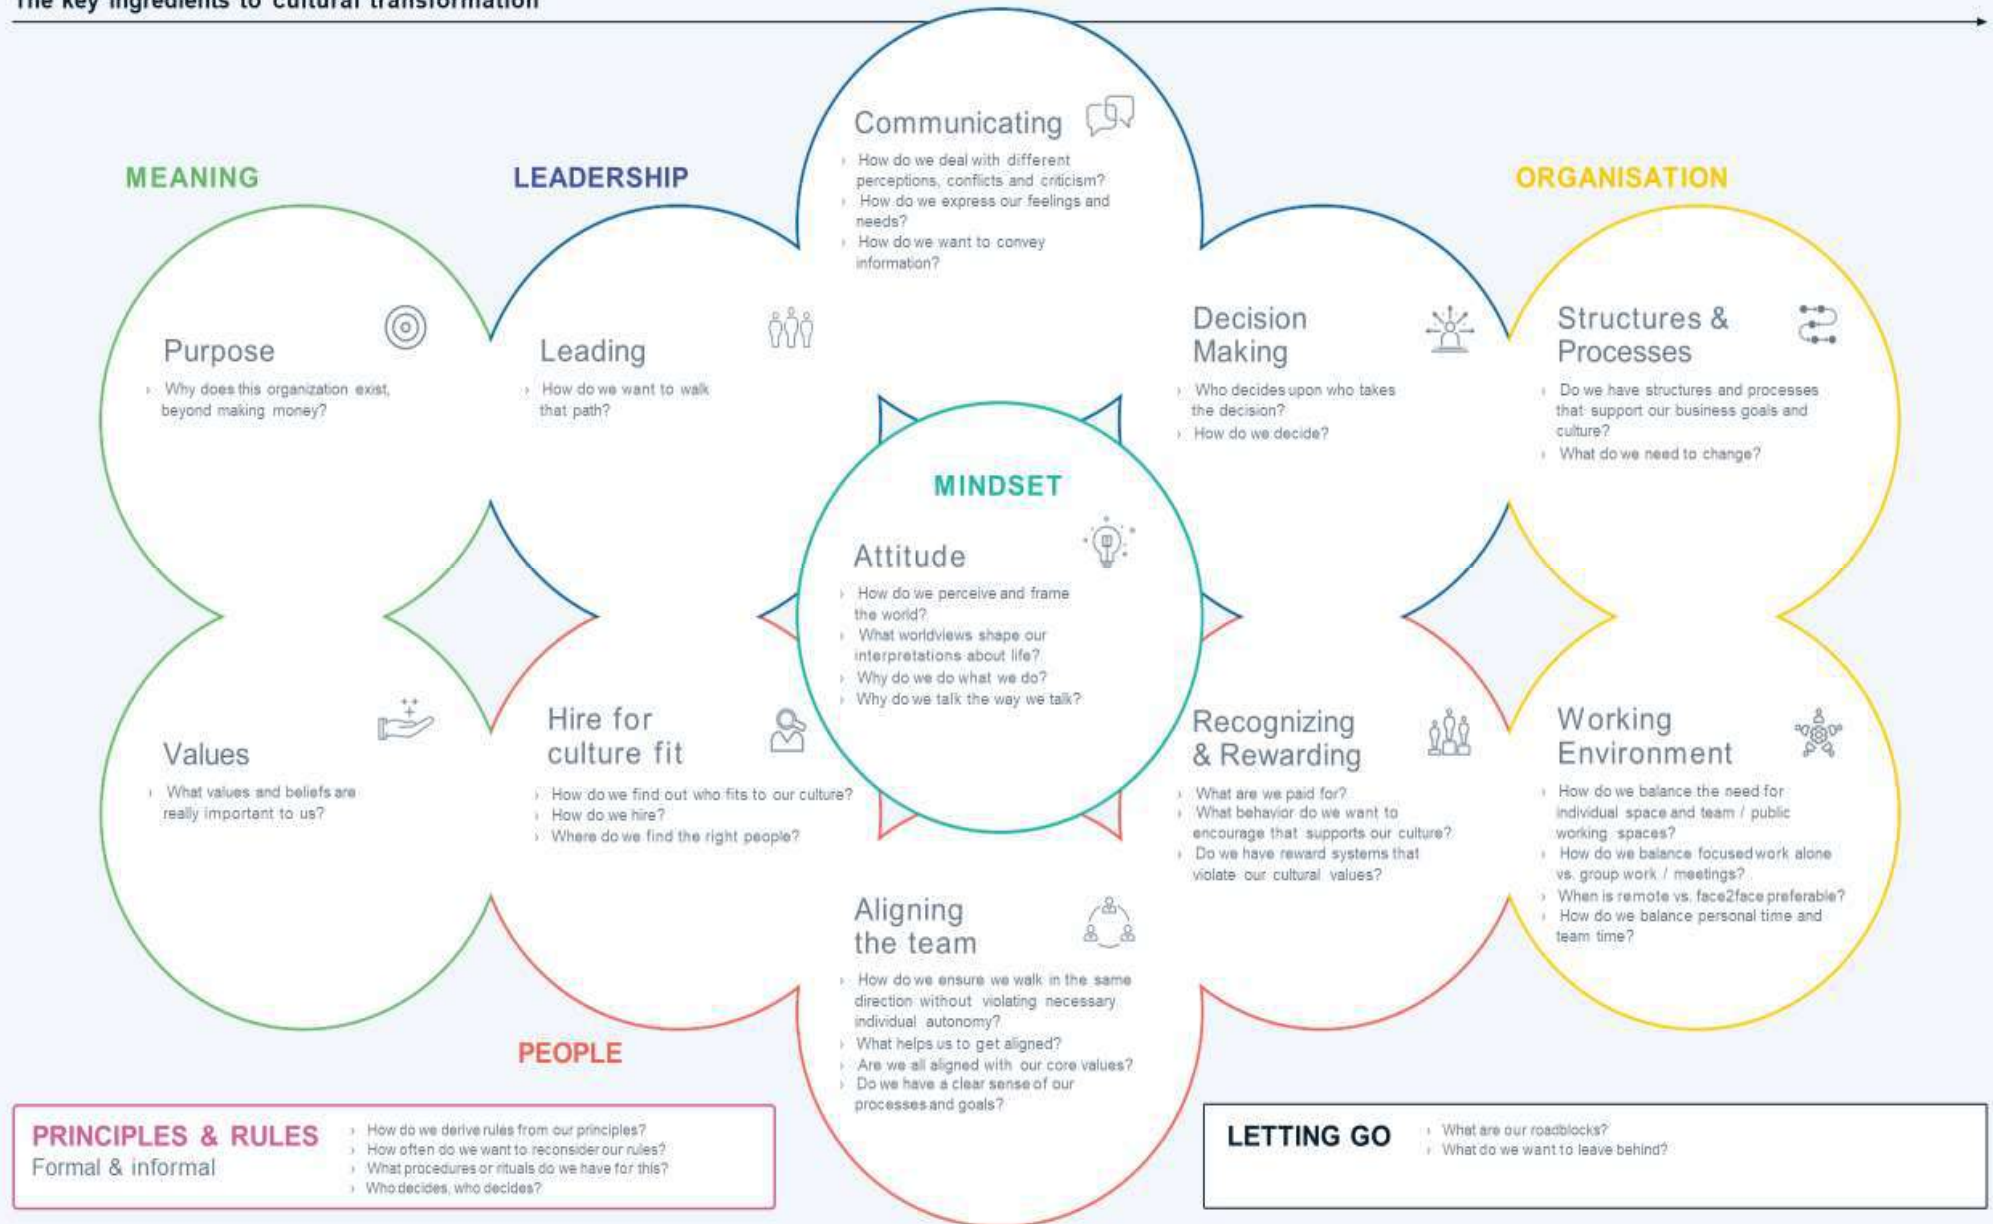 The key ingredients to cultural transformation
MEANING
Purpose
› Why does this organization exist,
beyond making money?
Values
› What values and beliefs are
really important to us?
LEADERSHIP
Leading
› How do we want to walk
that path?
Communicating
› How do we deal with different
perceptions, conflicts and criticism?
› How do we express our feelings and
needs?
› How do we want to convey
information?
Decision
Making
› Who decides upon who takes
the decision?
› How do we decide?
ORGANISATION
Structures &
Processes
› Do we have structures and processes
that support our business goals and
culture?
› What do we need to change?
Working
Environment
› How do we balance the need for
individual space and team / public
working spaces?
› How do we balance focused work alone
vs. group work / meetings?
› When is remote vs. face2face preferable?
› How do we balance personal time and
team time?
MINDSET
Attitude
› How do we perceive and frame
the world?
› What worldviews shape our
interpretations about life?
› Why do we do what we do?
› Why do we talk the way we talk?
PEOPLE
Hire for
culture fit
› How do we find out who fits to our culture?
› How do we hire?
› Where do we find the right people?
Aligning
the team
› How do we ensure we walk in the same
direction without violating necessary
individual autonomy?
› What helps us to get aligned?
› Are we all aligned with our core values?
› Do we have a clear sense of our
processes and goals?
Recognizing
& Rewarding
› What are we paid for?
› What behavior do we want to
encourage that supports our culture?
› Do we have reward systems that
violate our cultural values?
PRINCIPLES & RULES
Formal & informal
› How do we derive rules from our principles?
› How often do we want to reconsider our rules?
› What procedures or rituals do we have for this?
› Who decides, who decides?
LETTING GO
› What are our roadblocks?
› What do we want to leave behind?